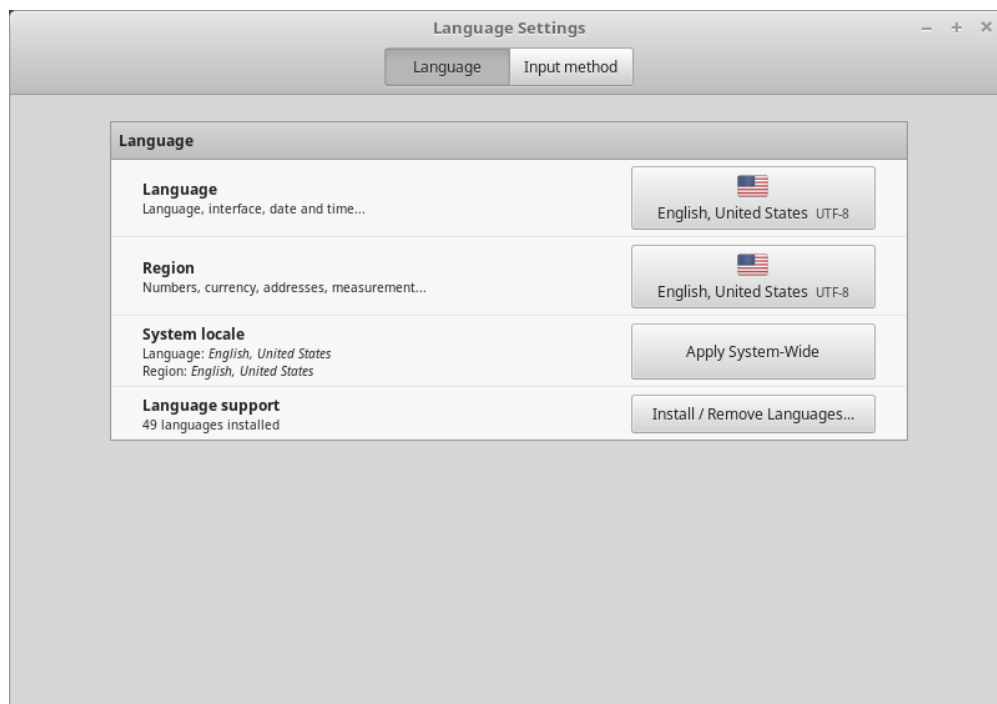 Language Settings
Language
Input method
Language
Language
Language, interface, date and time...
English, United States UTF-8
Region
Numbers, currency, addresses, measurement...
English, United States UTF-8
System locale
Language: English, United States
Region: English, United States
Apply System-Wide
Language support
49 languages installed
Install / Remove Languages...